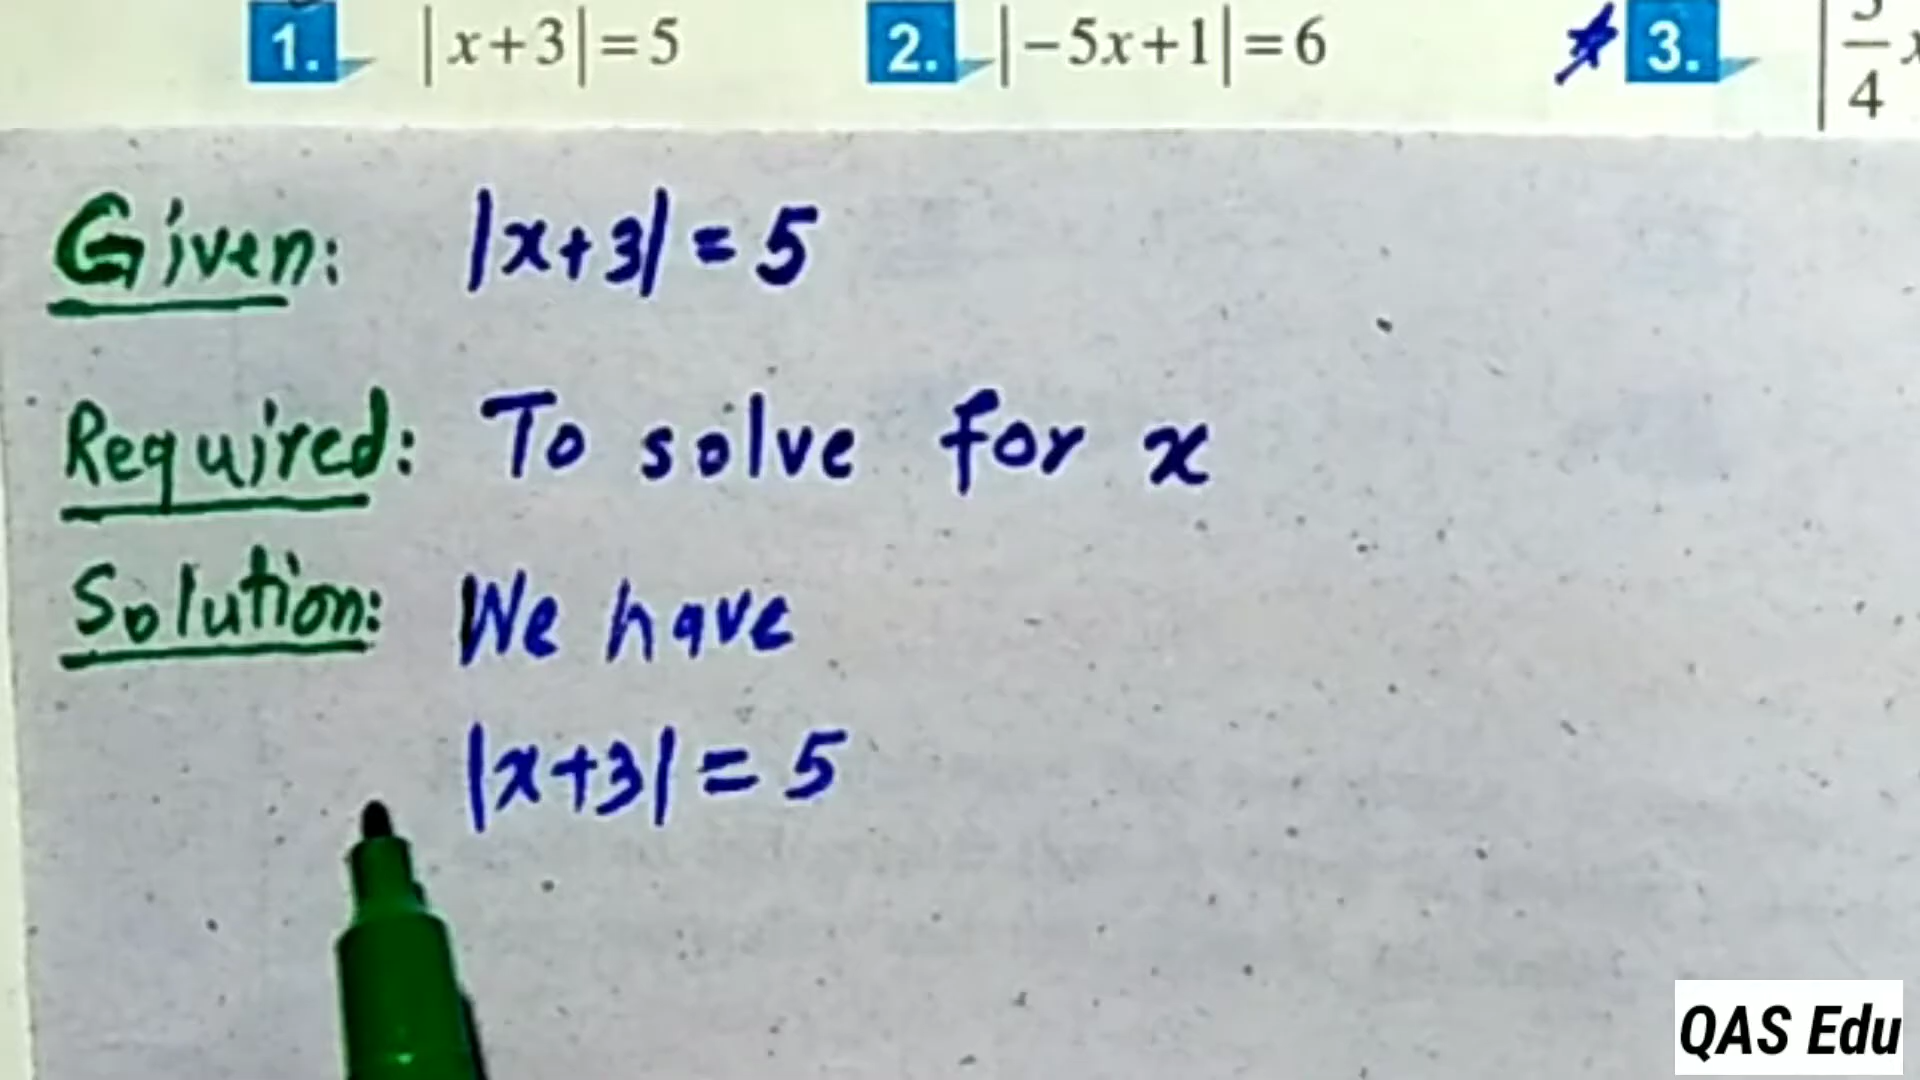 1. |x+3|=5 2. |-5x+1|=6 3.
4
Given: |x+3| = 5
Required: To solve for x
Solution: We have
|x+3| = 5
QAS Edu